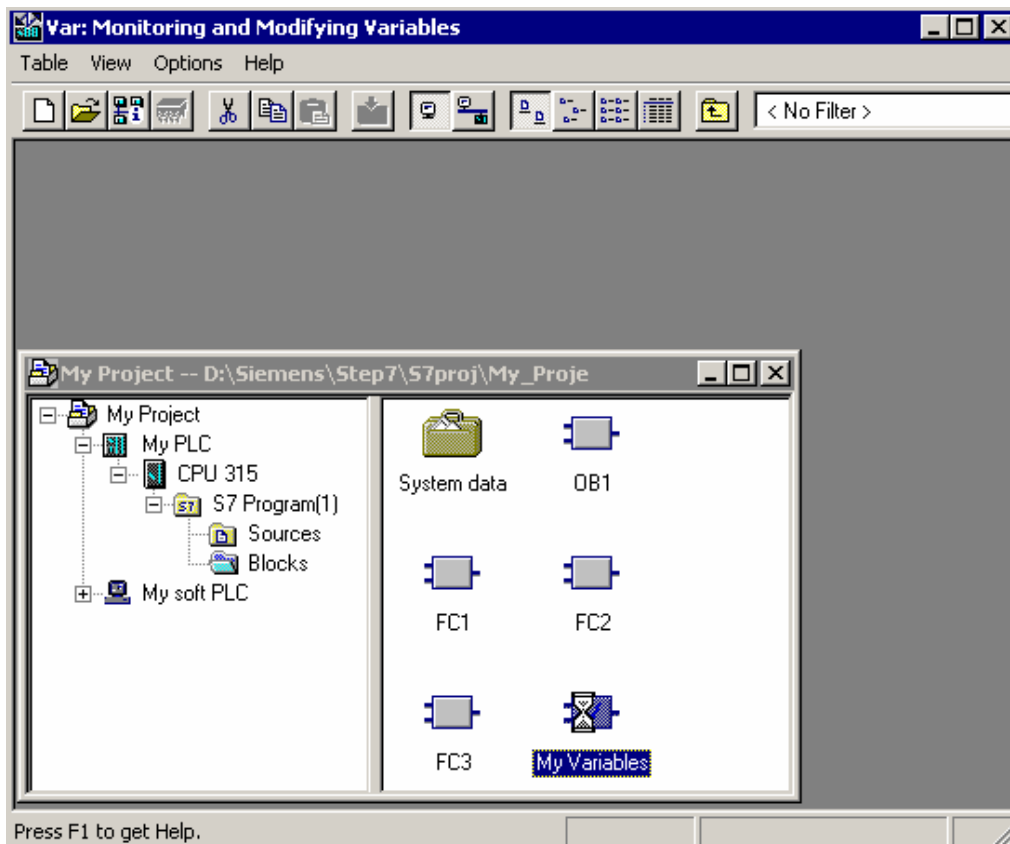 Var: Monitoring and Modifying Variables
Table View Options Help
< No Filter >
My Project -- D:\Siemens\Step7\S7proj\My_Proje
My Project
My PLC
CPU 315
S7 Program(1)
Sources
Blocks
My soft PLC
System data
OB1
FC1
FC2
FC3
My Variables
Press F1 to get Help.